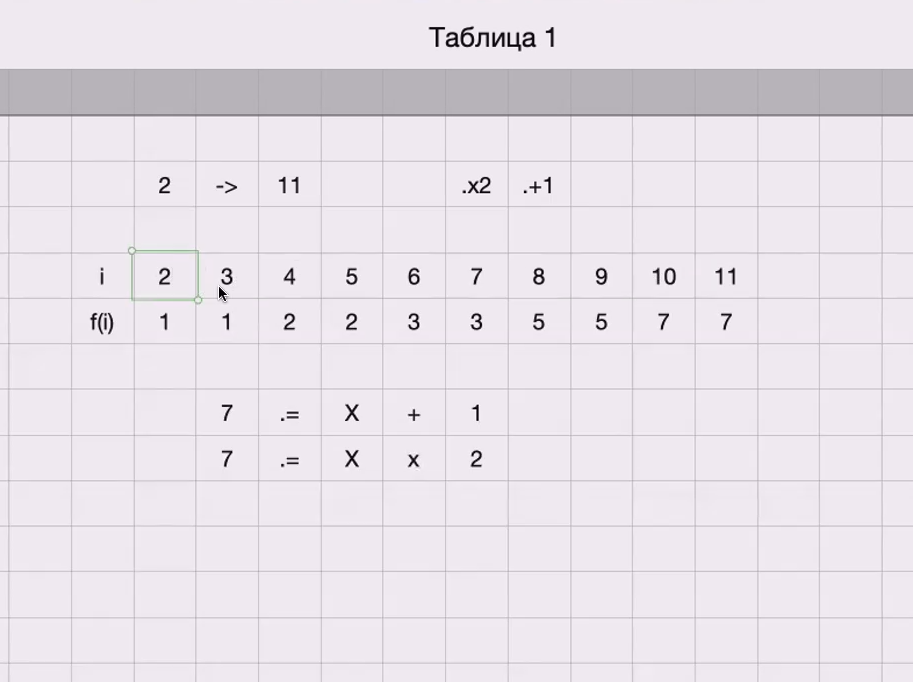 Таблица 1
2 -> 11 .x2 .+1
i 2 3 4 5 6 7 8 9 10 11
f(i) 1 1 2 2 3 3 5 5 7 7
7 .= X + 1
7 .= X x 2